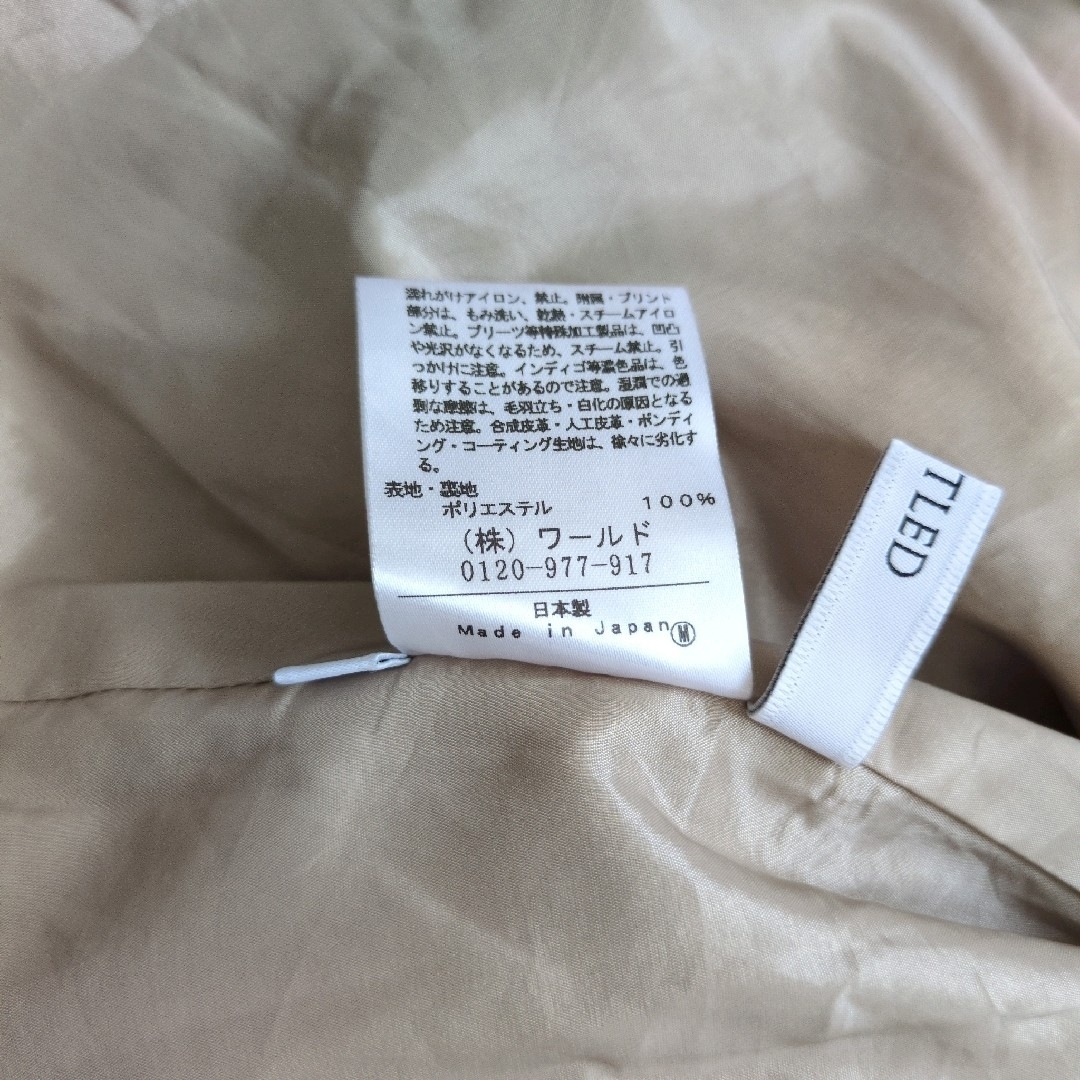 濡れがけアイロン、禁止。附属・プリント
部分は、もみ洗い、乾熱・スチームアイロ
ン禁止。プリーツ等特殊加工製品は、凹凸
や光沢がなくなるため、スチーム禁止。引
っかけに注意。インディゴ等濃色品は、色
移りすることがあるので注意。湿潤での過
剰な摩擦は、毛羽立ち・白化の原因となる
ため注意。合成皮革・人工皮革・ボンディ
ング・コーティング生地は、徐々に劣化す
る。
表地・裏地
ポリエステル 100%
(株) ワールド
0120-977-917
日本製
Made in Japan Ⓜ
TLED